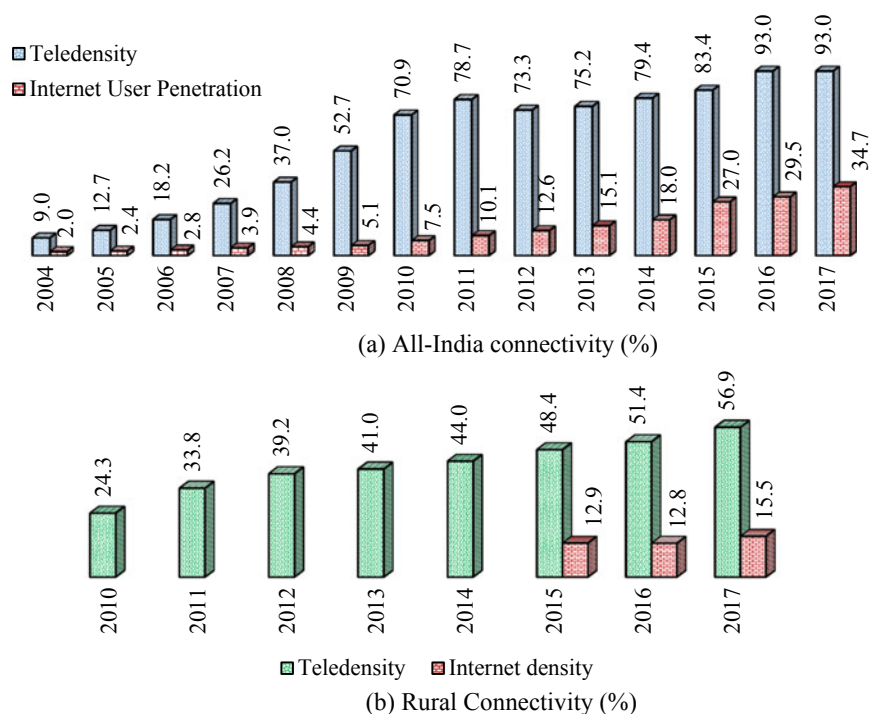 Teledensity
Internet User Penetration
9.0 2.0 12.7 2.4 18.2 2.8 26.2 3.9 37.0 4.4 52.7 5.1 70.9 7.5 78.7 10.1 73.3 12.6 75.2 15.1 79.4 18.0 83.4 27.0 93.0 29.5 93.0 34.7
2004 2005 2006 2007 2008 2009 2010 2011 2012 2013 2014 2015 2016 2017
(a) All-India connectivity (%)
24.3 33.8 39.2 41.0 44.0 48.4 12.9 51.4 12.8 56.9 15.5
2010 2011 2012 2013 2014 2015 2016 2017
Teledensity Internet density
(b) Rural Connectivity (%)